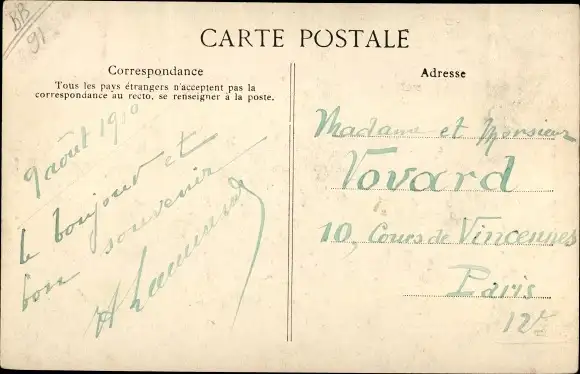 BB
91
CARTE POSTALE
Correspondance
Tous les pays étrangers n'acceptent pas la
correspondance au recto, se renseigner à la poste.
9 août 1910
le bonjour et
bon souvenir
Adresse
Madame et Monsieur
Vovard
10, Cours de Vincennes
Paris
12e